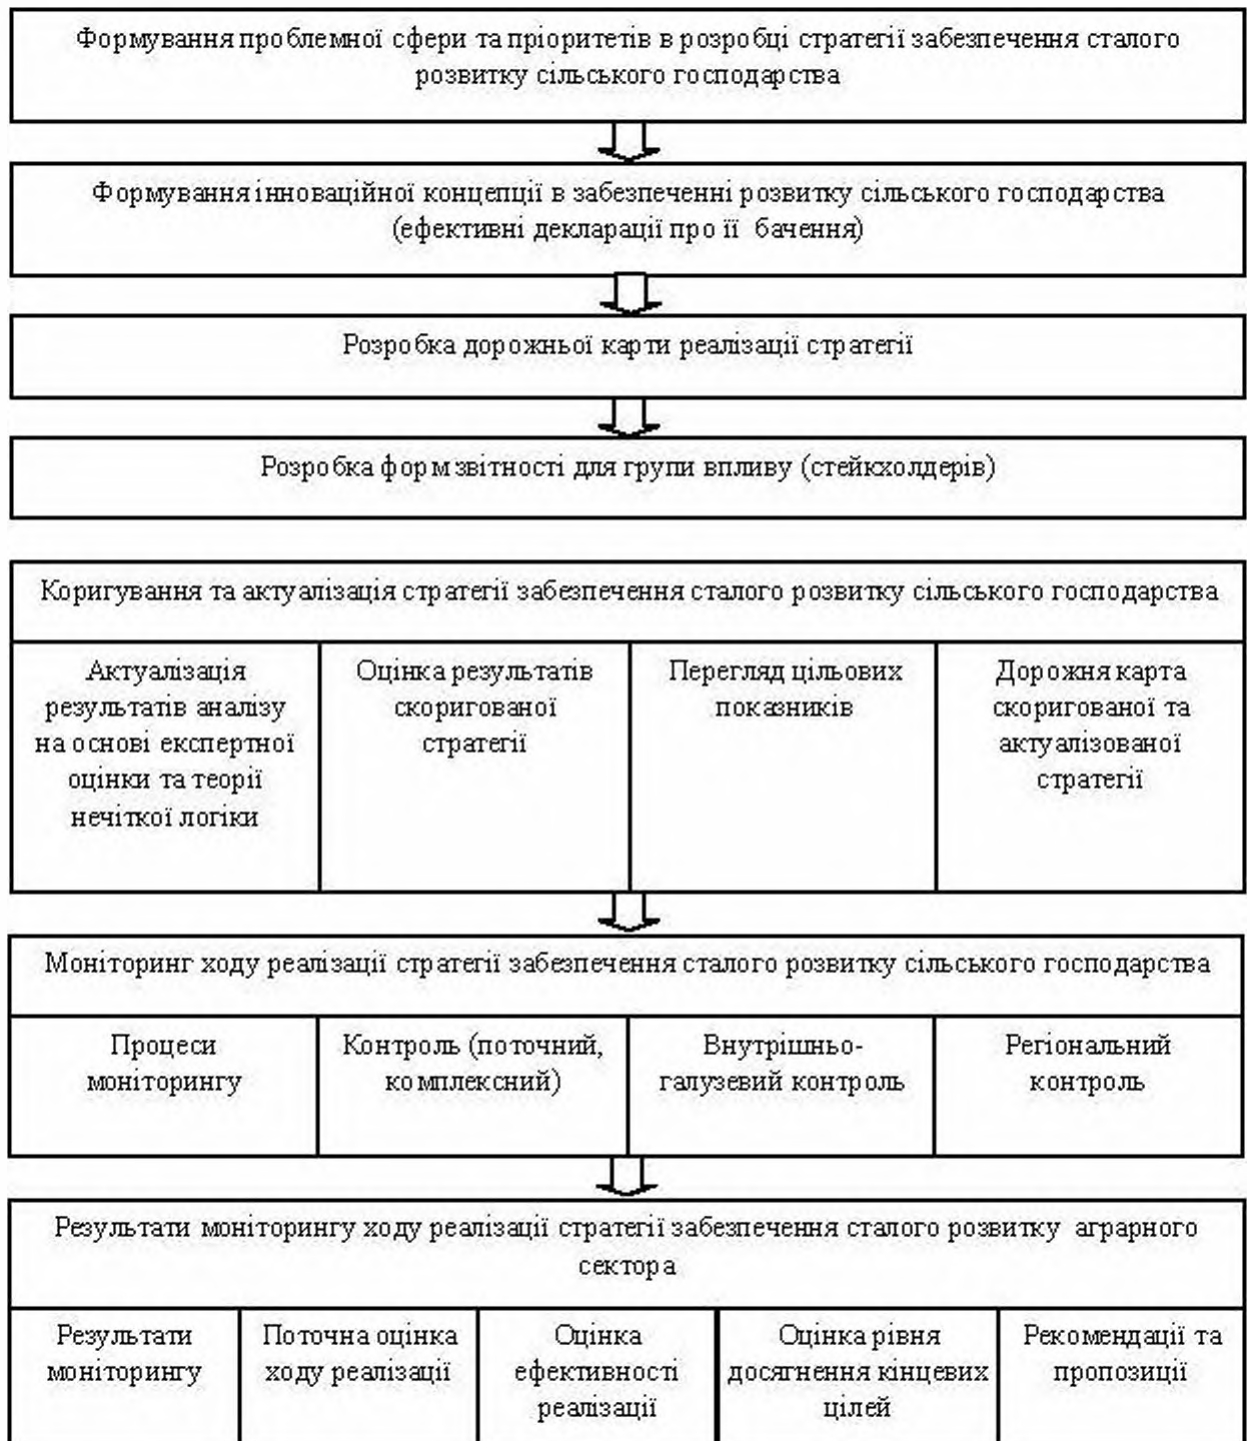 Формування проблемної сфери та пріоритетів в розробці стратегії забезпечення сталого
розвитку сільського господарства
Формування інноваційної концепції в забезпеченні розвитку сільського господарства
(ефективні декларації про її бачення)
Розробка дорожньої карти реалізації стратегії
Розробка форм звітності для групи впливу (стейкхолдерів)
Коригування та актуалізація стратегії забезпечення сталого розвитку сільського господарства
Актуалізація
результатів аналізу
на основі експертної
оцінки та теорії
нечіткої логіки
Оцінка результатів
скоригованої
стратегії
Перегляд цільових
показників
Дорожня карта
скоригованої та
актуалізованої
стратегії
Моніторинг ходу реалізації стратегії забезпечення сталого розвитку сільського господарства
Процеси
моніторингу
Контроль (поточний,
комплексний)
Внутрішньо-
галузевий контроль
Регіональний
контроль
Результати моніторингу ходу реалізації стратегії забезпечення сталого розвитку аграрного
сектора
Результати
моніторингу
Поточна оцінка
ходу реалізації
Оцінка
ефективності
реалізації
Оцінка рівня
досягнення кінцевих
цілей
Рекомендації та
пропозиції